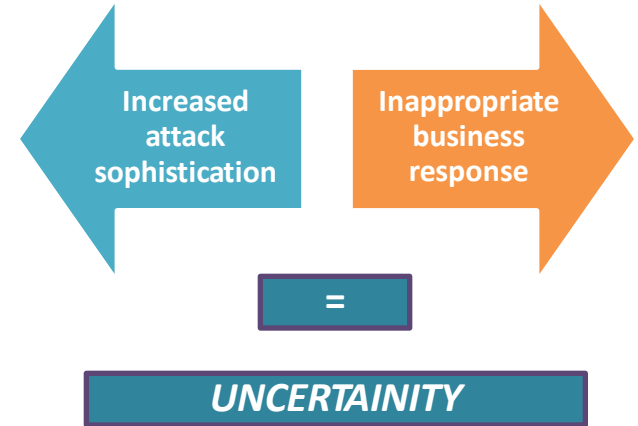 Increased
attack
sophistication
Inappropriate
business
response
=
UNCERTAINITY